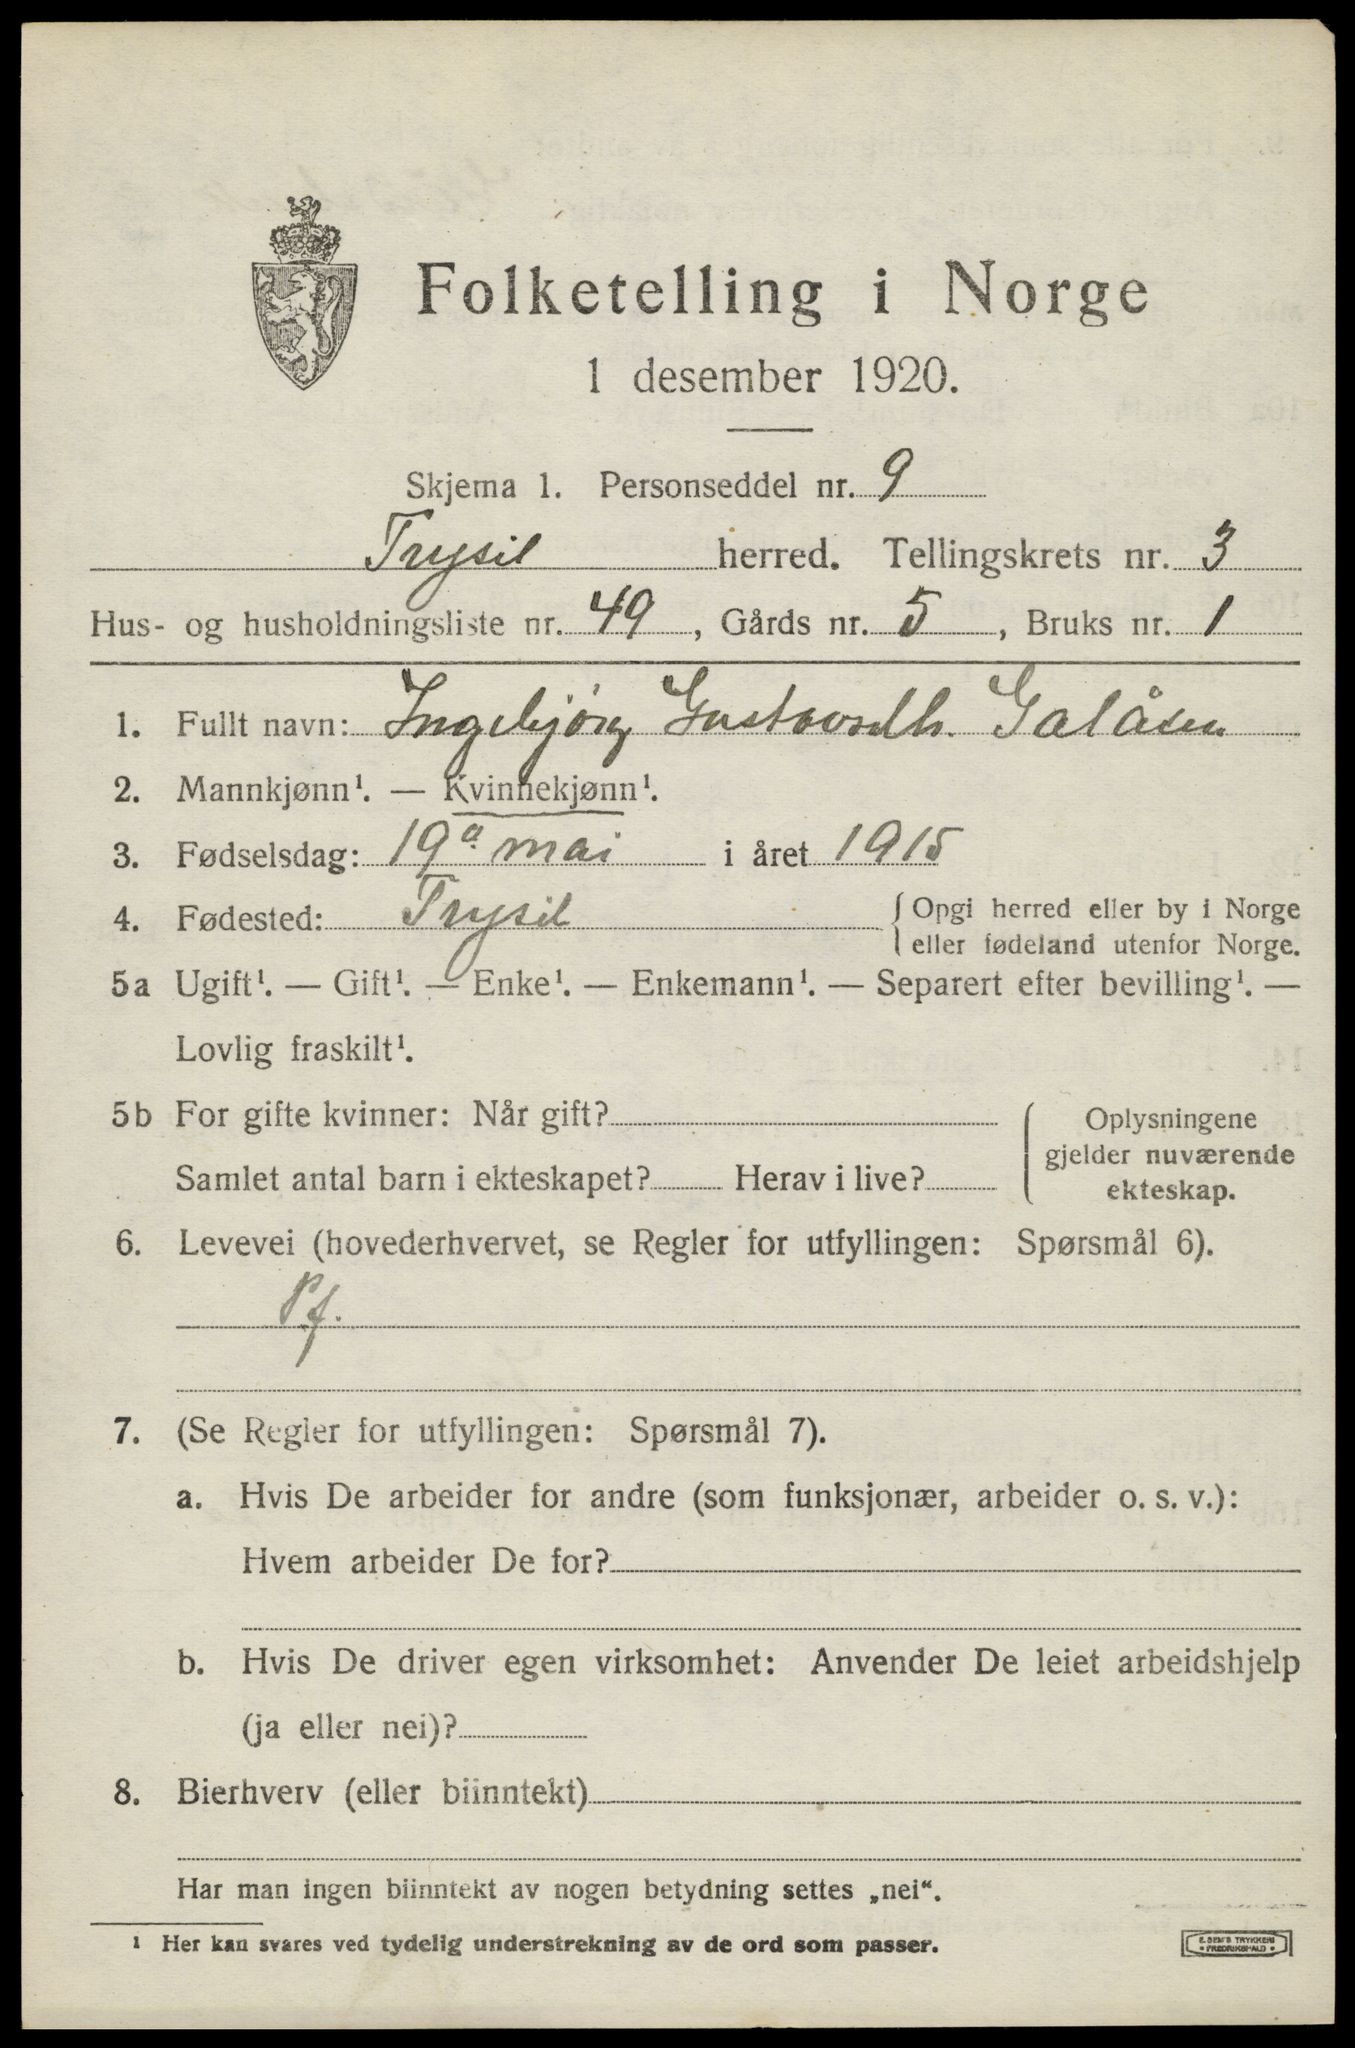 Folketelling i Norge
1 desember 1920.
Skjema 1. Personseddel nr. 9
Trysil herred. Tellingskrets nr. 3
Hus- og husholdningsliste nr. 49, Gårds nr. 5, Bruks nr. 1
1. Fullt navn: Ingebjørg Gustavsdtr. Galåsen
2. Mannkjønn¹. — Kvinnekjønn¹.
3. Fødselsdag: 19de mai i året 1915
4. Fødested: Trysil { Opgi herred eller by i Norge
eller fødeland utenfor Norge.
5a Ugift¹. — Gift¹. — Enke¹. — Enkemann¹. — Separert efter bevilling¹. —
Lovlig fraskilt¹.
5b For gifte kvinner: Når gift? { Oplysningene
gjelder nuværende
Samlet antal barn i ekteskapet? Herav i live? ekteskap.
6. Levevei (hovederhvervet, se Regler for utfyllingen: Spørsmål 6).
Pf.
7. (Se Regler for utfyllingen: Spørsmål 7).
a. Hvis De arbeider for andre (som funksjonær, arbeider o. s. v.):
Hvem arbeider De for?
b. Hvis De driver egen virksomhet: Anvender De leiet arbeidshjelp
(ja eller nei)?
8. Bierhverv (eller biinntekt)
Har man ingen biinntekt av nogen betydning settes „nei“.
¹ Her kan svares ved tydelig understrekning av de ord som passer.
E. SEM'S TRYKKERI
• FREDRIKSHALD •